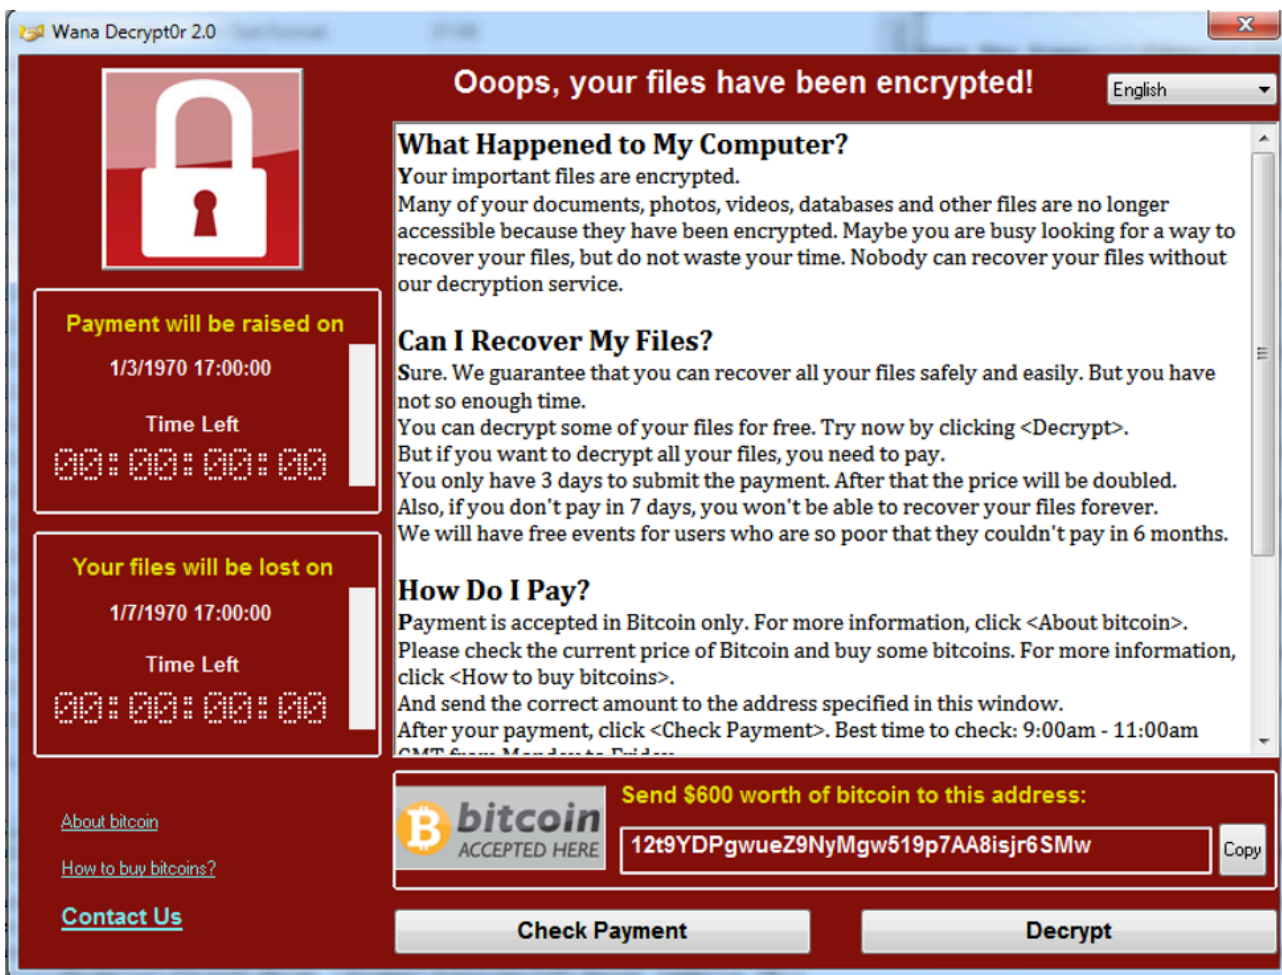 Wana Decrypt0r 2.0
Ooops, your files have been encrypted!
English
What Happened to My Computer?
Your important files are encrypted.
Many of your documents, photos, videos, databases and other files are no longer
accessible because they have been encrypted. Maybe you are busy looking for a way to
recover your files, but do not waste your time. Nobody can recover your files without
our decryption service.
Can I Recover My Files?
Sure. We guarantee that you can recover all your files safely and easily. But you have
not so enough time.
You can decrypt some of your files for free. Try now by clicking <Decrypt>.
But if you want to decrypt all your files, you need to pay.
You only have 3 days to submit the payment. After that the price will be doubled.
Also, if you don't pay in 7 days, you won't be able to recover your files forever.
We will have free events for users who are so poor that they couldn't pay in 6 months.
How Do I Pay?
Payment is accepted in Bitcoin only. For more information, click <About bitcoin>.
Please check the current price of Bitcoin and buy some bitcoins. For more information,
click <How to buy bitcoins>.
And send the correct amount to the address specified in this window.
After your payment, click <Check Payment>. Best time to check: 9:00am - 11:00am
GMT from Monday to Friday.
Payment will be raised on
1/3/1970 17:00:00
Time Left
00:00:00:00
Your files will be lost on
1/7/1970 17:00:00
Time Left
00:00:00:00
About bitcoin
How to buy bitcoins?
Contact Us
bitcoin
ACCEPTED HERE
Send $600 worth of bitcoin to this address:
12t9YDPgwueZ9NyMgw519p7AA8isjr6SMw
Copy
Check Payment
Decrypt